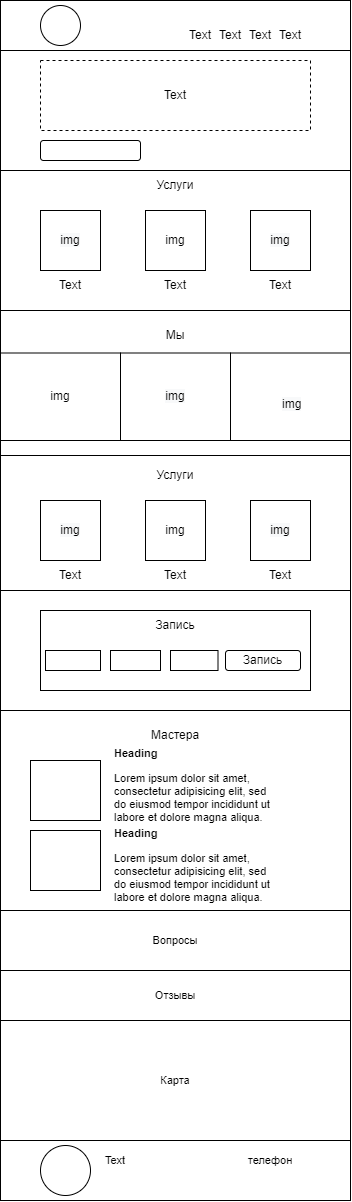 Text Text Text Text
Text
Услуги
img img img
Text Text Text
Мы
img img img
Услуги
img img img
Text Text Text
Запись
Запись
Мастера
Heading
Lorem ipsum dolor sit amet,
consectetur adipisicing elit, sed
do eiusmod tempor incididunt ut
labore et dolore magna aliqua.
Heading
Lorem ipsum dolor sit amet,
consectetur adipisicing elit, sed
do eiusmod tempor incididunt ut
labore et dolore magna aliqua.
Вопросы
Отзывы
Карта
Text телефон